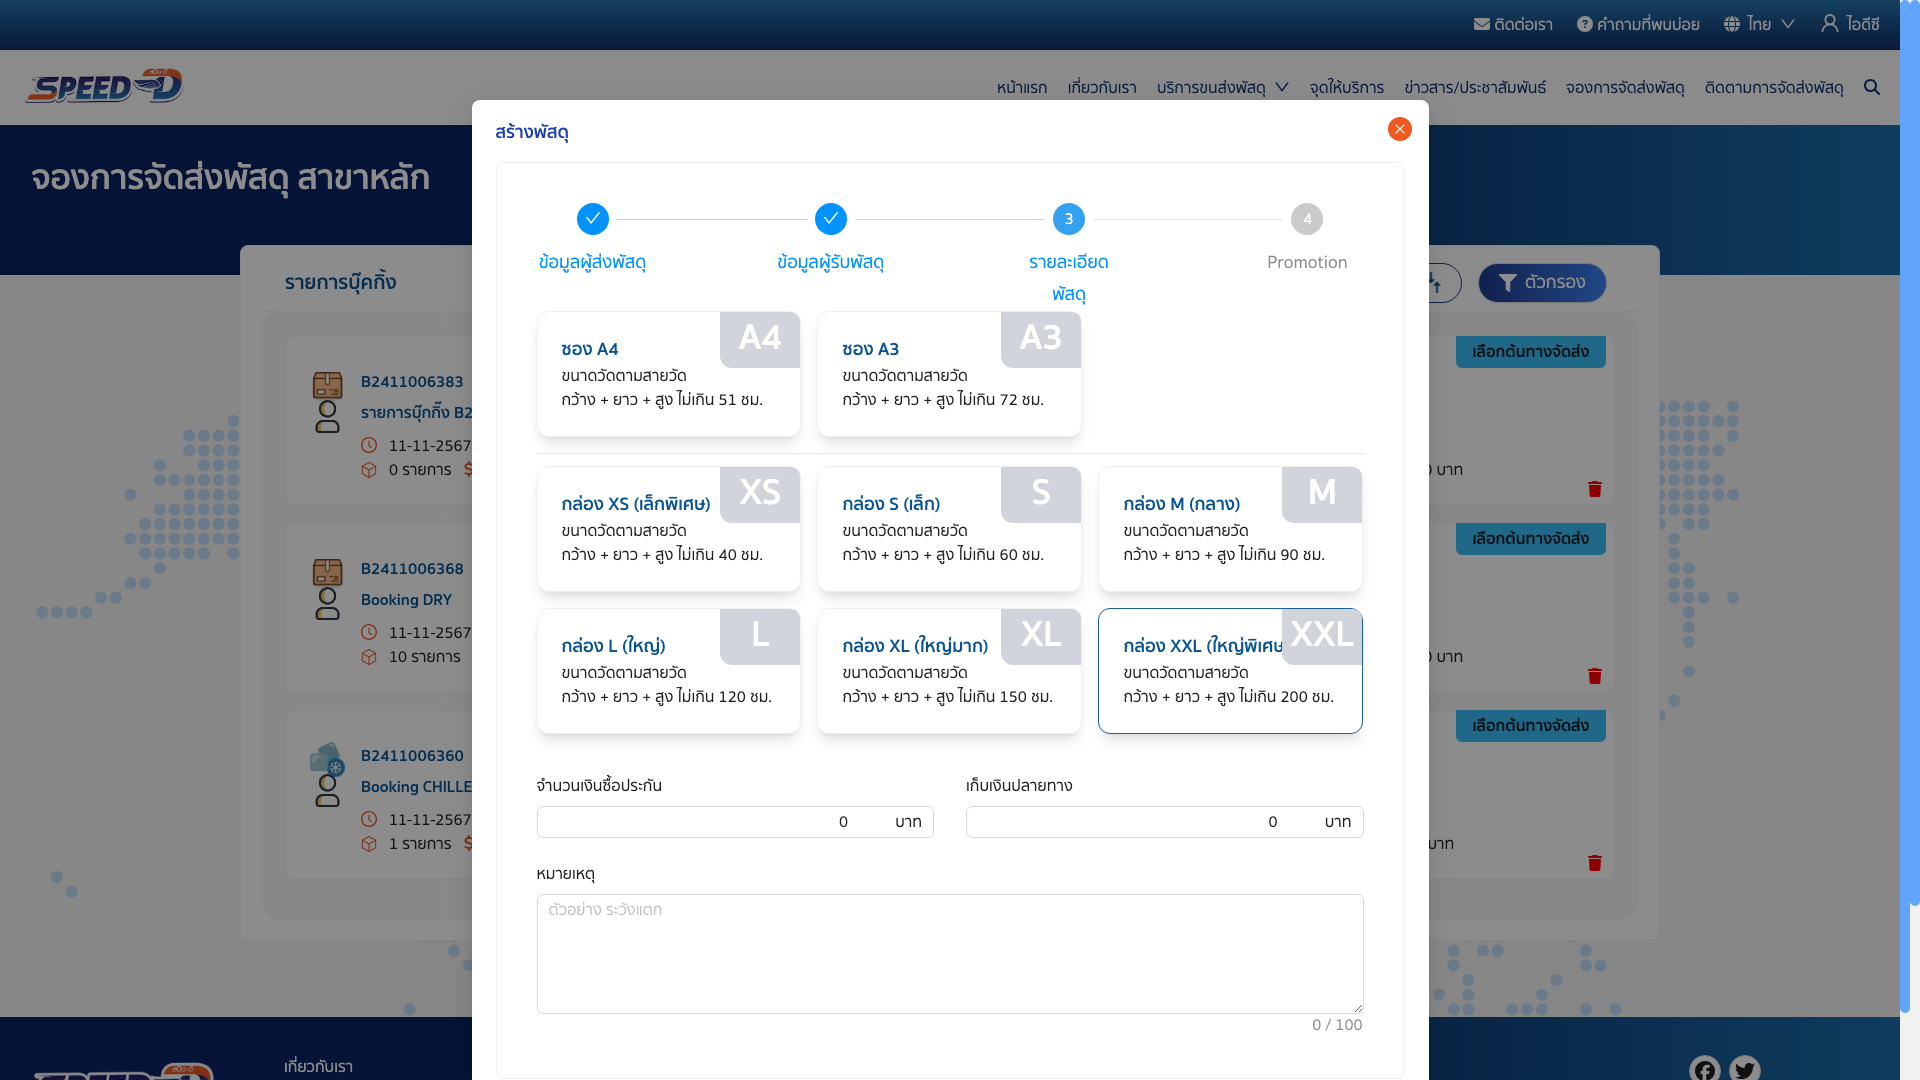 ติดต่อเรา
คำถามที่พบบ่อย
ไทย
ไอดีซี
สปีด-ดี
SPEED-D
หน้าแรก
เกี่ยวกับเรา
บริการขนส่งพัสดุ
จุดให้บริการ
ข่าวสาร/ประชาสัมพันธ์
จองการจัดส่งพัสดุ
ติดตามการจัดส่งพัสดุ
จองการจัดส่งพัสดุ สาขาหลัก
รายการบุ๊คกิ้ง
ตัวกรอง
B2411006383
รายการบุ๊กกิ๊ง B2
11-11-2567
0 รายการ
เลือกต้นทางจัดส่ง
0 บาท
B2411006368
Booking DRY
11-11-2567
10 รายการ
เลือกต้นทางจัดส่ง
0 บาท
B2411006360
Booking CHILLE
11-11-2567
1 รายการ
เลือกต้นทางจัดส่ง
บาท
สร้างพัสดุ
3
4
ข้อมูลผู้ส่งพัสดุ
ข้อมูลผู้รับพัสดุ
รายละเอียด
พัสดุ
Promotion
A4
ซอง A4
ขนาดวัดตามสายวัด
กว้าง + ยาว + สูง ไม่เกิน 51 ซม.
A3
ซอง A3
ขนาดวัดตามสายวัด
กว้าง + ยาว + สูง ไม่เกิน 72 ซม.
XS
กล่อง XS (เล็กพิเศษ)
ขนาดวัดตามสายวัด
กว้าง + ยาว + สูง ไม่เกิน 40 ซม.
S
กล่อง S (เล็ก)
ขนาดวัดตามสายวัด
กว้าง + ยาว + สูง ไม่เกิน 60 ซม.
M
กล่อง M (กลาง)
ขนาดวัดตามสายวัด
กว้าง + ยาว + สูง ไม่เกิน 90 ซม.
L
กล่อง L (ใหญ่)
ขนาดวัดตามสายวัด
กว้าง + ยาว + สูง ไม่เกิน 120 ซม.
XL
กล่อง XL (ใหญ่มาก)
ขนาดวัดตามสายวัด
กว้าง + ยาว + สูง ไม่เกิน 150 ซม.
XXL
กล่อง XXL (ใหญ่พิเศษ
ขนาดวัดตามสายวัด
กว้าง + ยาว + สูง ไม่เกิน 200 ซม.
จำนวนเงินซื้อประกัน
0 บาท
เก็บเงินปลายทาง
0 บาท
หมายเหตุ
ตัวอย่าง ระวังแตก
0 / 100
เกี่ยวกับเรา